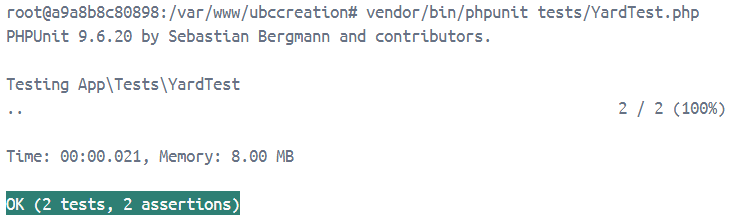 root@a9a8b8c80898:/var/www/ubccreation# vendor/bin/phpunit tests/YardTest.php
PHPUnit 9.6.20 by Sebastian Bergmann and contributors.
Testing App\Tests\YardTest
.. 2 / 2 (100%)
Time: 00:00.021, Memory: 8.00 MB
OK (2 tests, 2 assertions)